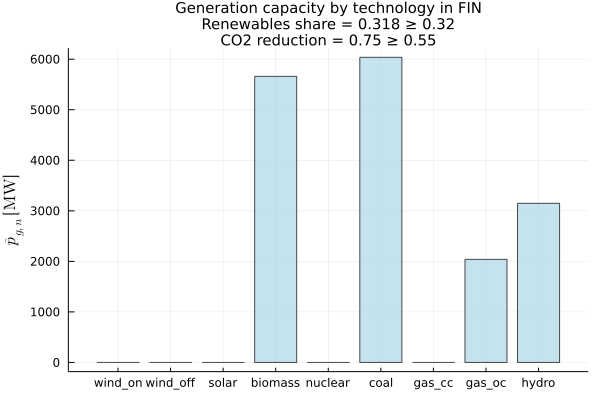 Generation capacity by technology in FIN
Renewables share = 0.318 ≥ 0.32
CO2 reduction = 0.75 ≥ 0.55
p̄g,n [MW]
6000
5000
4000
3000
2000
1000
0
wind_on wind_off solar biomass nuclear coal gas_cc gas_oc hydro